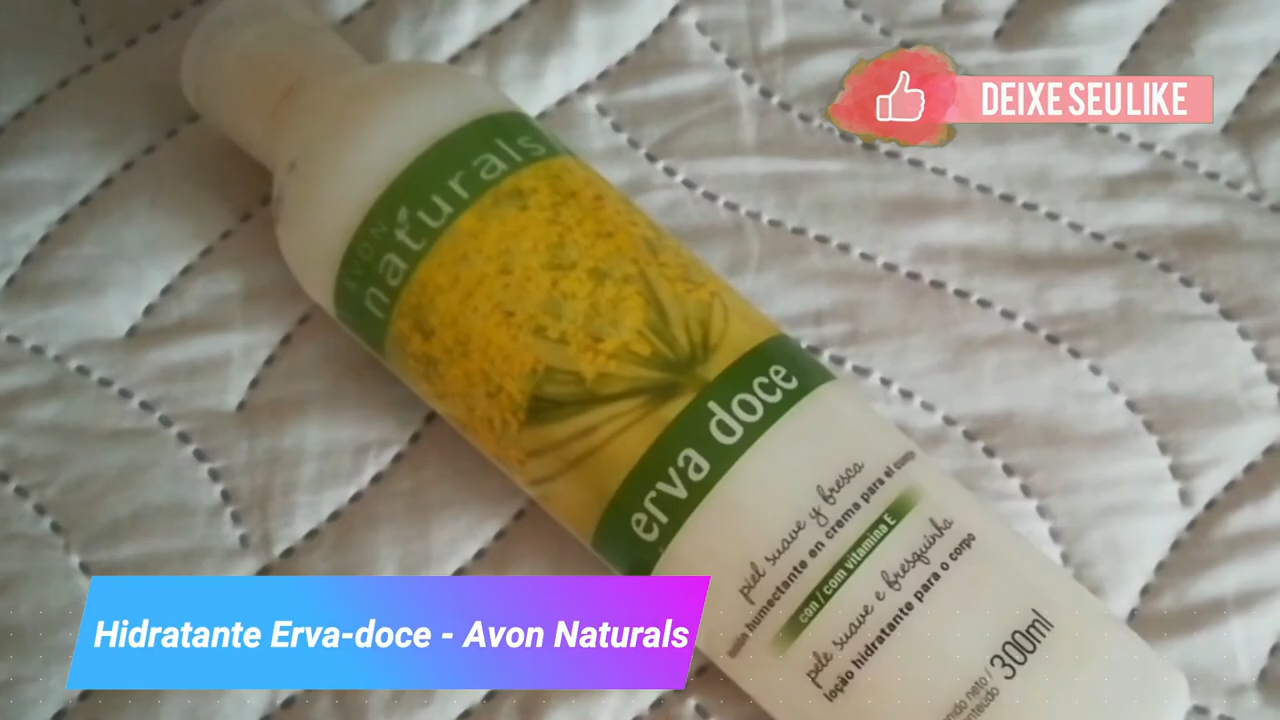 DEIXE SEU LIKE
AVON
naturals
erva doce
piel suave y fresca
humectante en crema para el
con / com vitamina E
pele suave e fresquinha
loção hidratante para o corpo
neto /
300ml
Hidratante Erva-doce - Avon Naturals